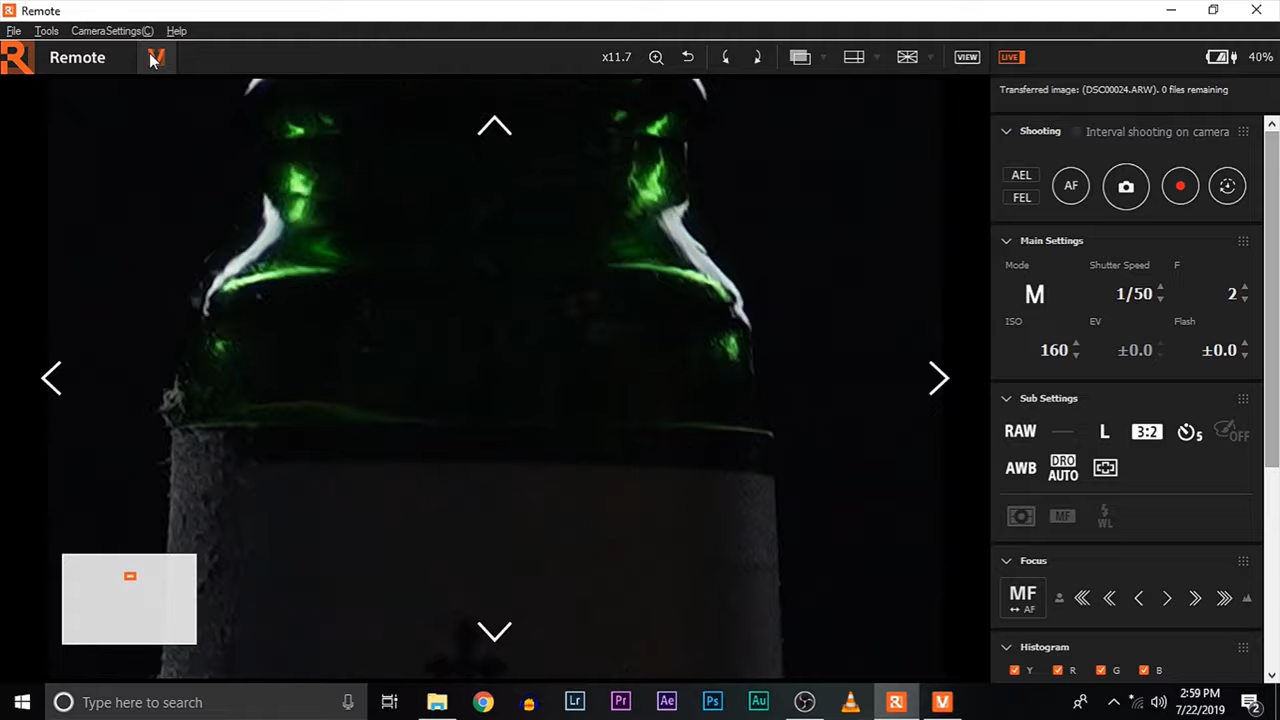 Remote
File Tools CameraSettings(C) Help
Remote V x11.7 VIEW LIVE 40%
Transferred image: (DSC00024.ARW). 0 files remaining
Shooting Interval shooting on camera
AEL AF
FEL
Main Settings
Mode Shutter Speed F
M 1/50 2
ISO EV Flash
160 ±0.0 ±0.0
Sub Settings
RAW L 3:2 5 OFF
AWB DRO AUTO
MF WL
Focus
MF ↔ AF
Histogram
Y R G B
Type here to search Lr Pr Ae Ps Au R V 2:59 PM
7/22/2019 2